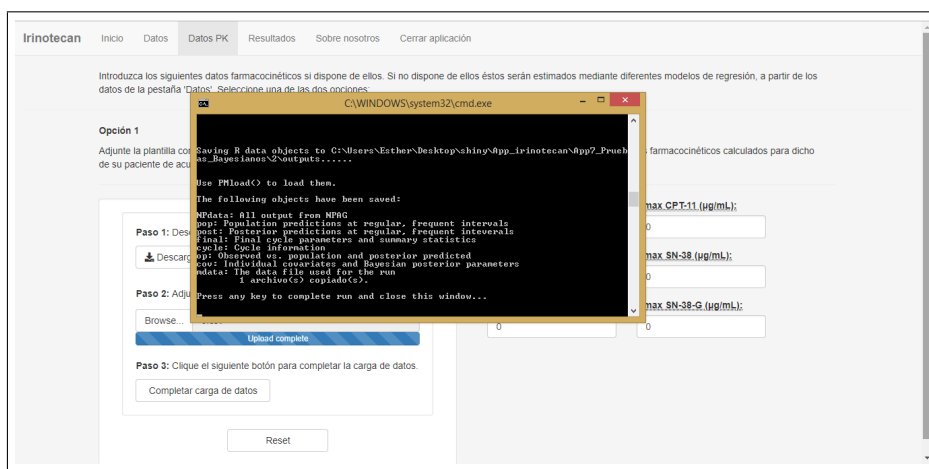 Irinotecan Inicio Datos Datos PK Resultados Sobre nosotros Cerrar aplicación
Introduzca los siguientes datos farmacocinéticos si dispone de ellos. Si no dispone de ellos éstos serán estimados mediante diferentes modelos de regresión, a partir de los
datos de la pestaña 'Datos'. Seleccione una de las dos opciones:
C:\WINDOWS\system32\cmd.exe
Saving R data objects to C:\Users\Esther\Desktop\shiny\App_irinotecan\App7_Prueb
as_Bayesianos\2\outputs......
Use PMload() to load them.
The following objects have been saved:
NPdata: All output from NPAG
pop: Population predictions at regular, frequent intervals
post: Posterior predictions at regular, frequent inteverals
final: Final cycle parameters and summary statistics
cycle: Cycle information
op: Observed vs. population and posterior predicted
cov: Individual covariates and Bayesian posterior parameters
mdata: The data file used for the run
1 archivo(s) copiado(s).
Press any key to complete run and close this window...
Opción 1
Adjunte la plantilla
farmacocinéticos calculados para dicho
de su paciente de
Paso 1:
Paso 2:
Browse...
Upload complete
Paso 3: Clique el siguiente botón para completar la carga de datos.
Completar carga de datos
Reset
max CPT-11 (µg/mL):
0
max SN-38 (µg/mL):
0
max SN-38-G (µg/mL):
0
0